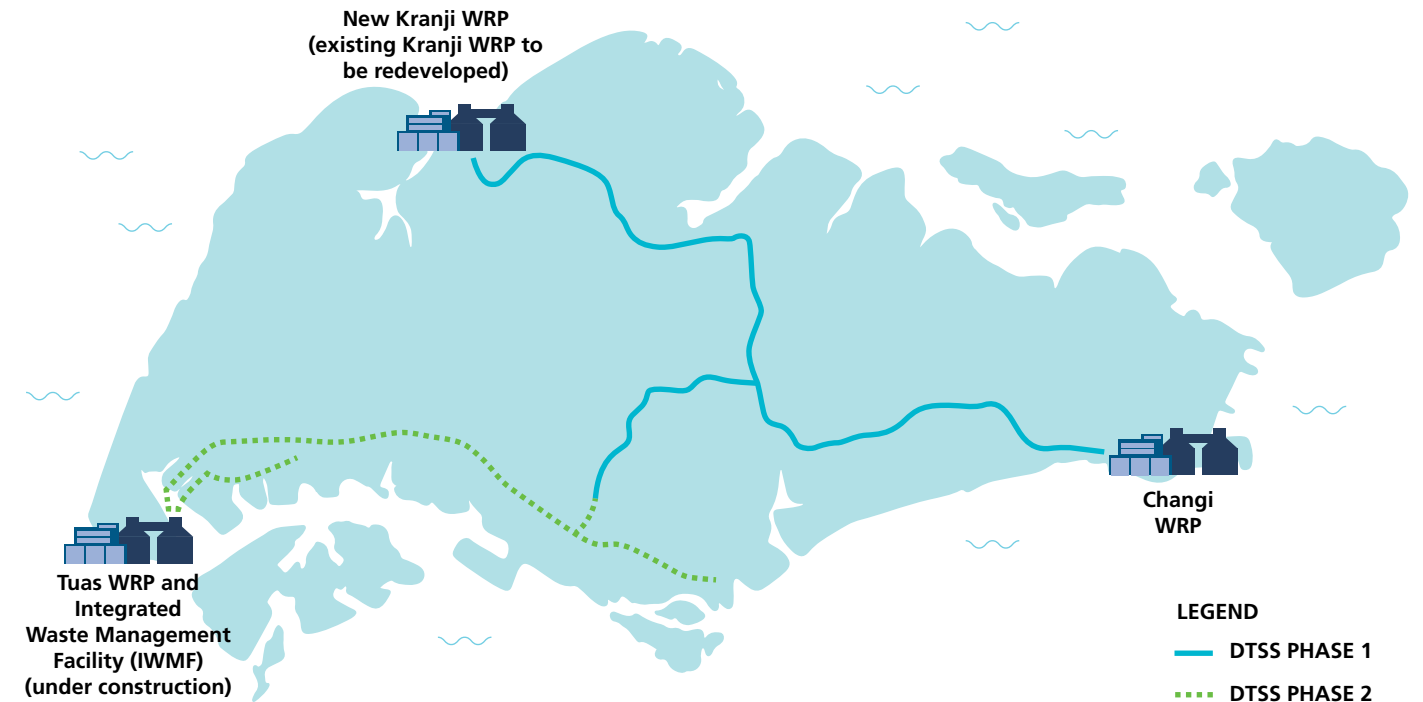 New Kranji WRP
(existing Kranji WRP to
be redeveloped)
Changi
WRP
Tuas WRP and
Integrated
Waste Management
Facility (IWMF)
(under construction)
LEGEND
DTSS PHASE 1
DTSS PHASE 2